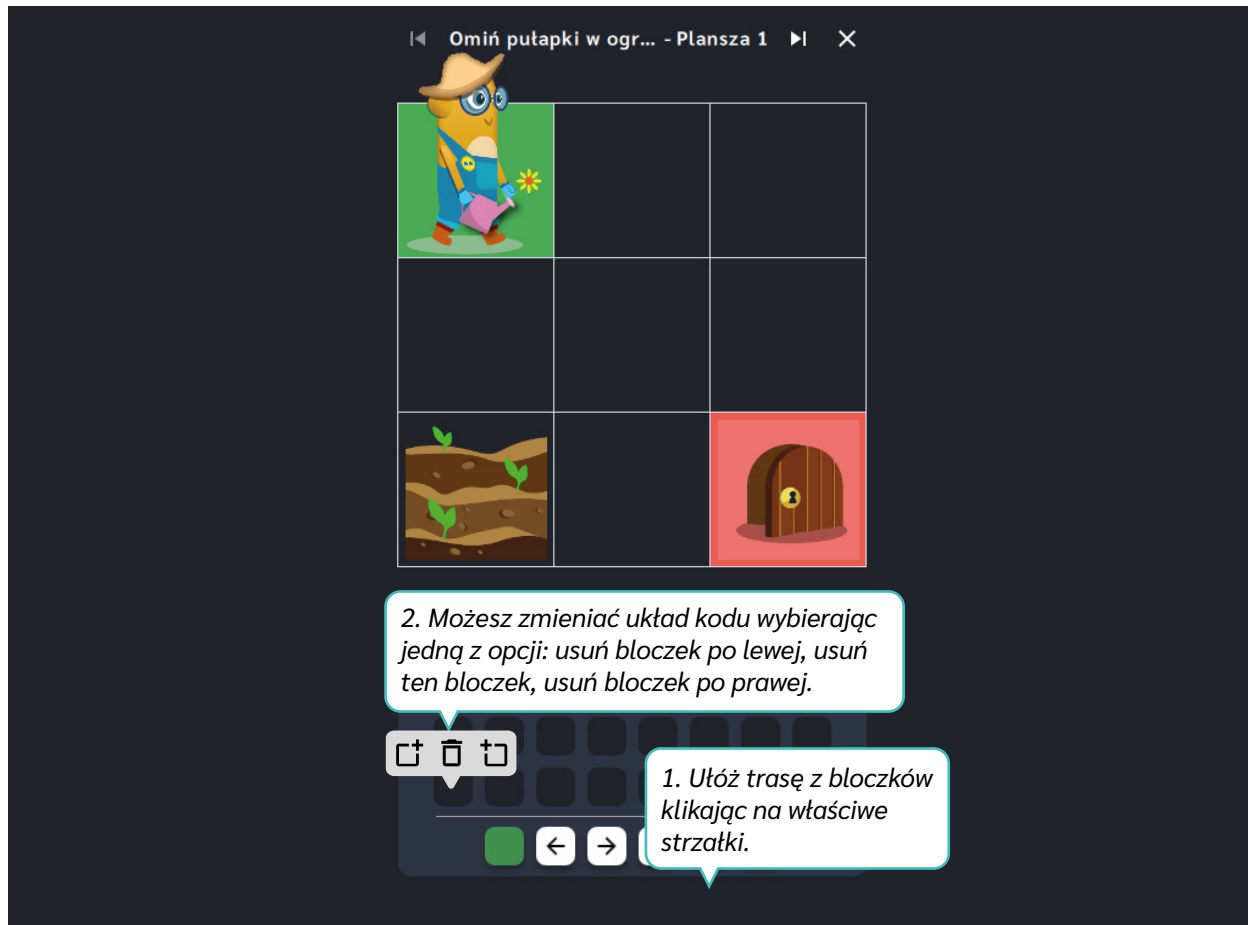 Omiń pułapki w ogr... - Plansza 1
2. Możesz zmieniać układ kodu wybierając
jedną z opcji: usuń bloczek po lewej, usuń
ten bloczek, usuń bloczek po prawej.
1. Ułóż trasę z bloczków
klikając na właściwe
strzałki.